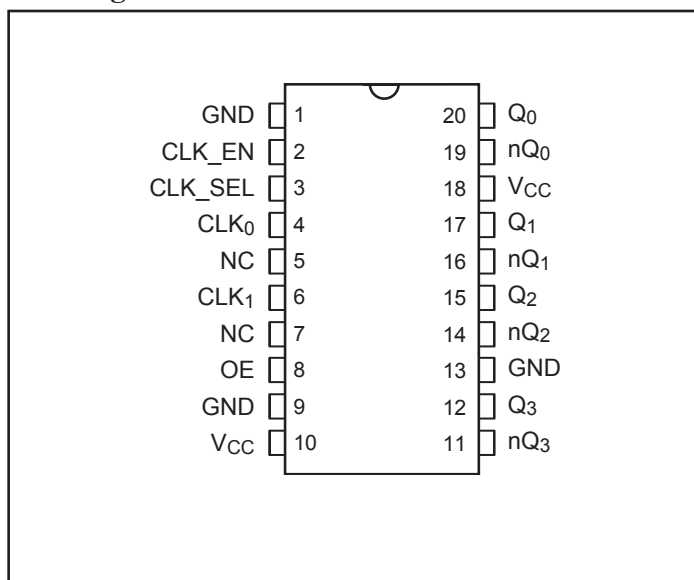 GND 1 20 Q0
CLK_EN 2 19 nQ0
CLK_SEL 3 18 VCC
CLK0 4 17 Q1
NC 5 16 nQ1
CLK1 6 15 Q2
NC 7 14 nQ2
OE 8 13 GND
GND 9 12 Q3
VCC 10 11 nQ3